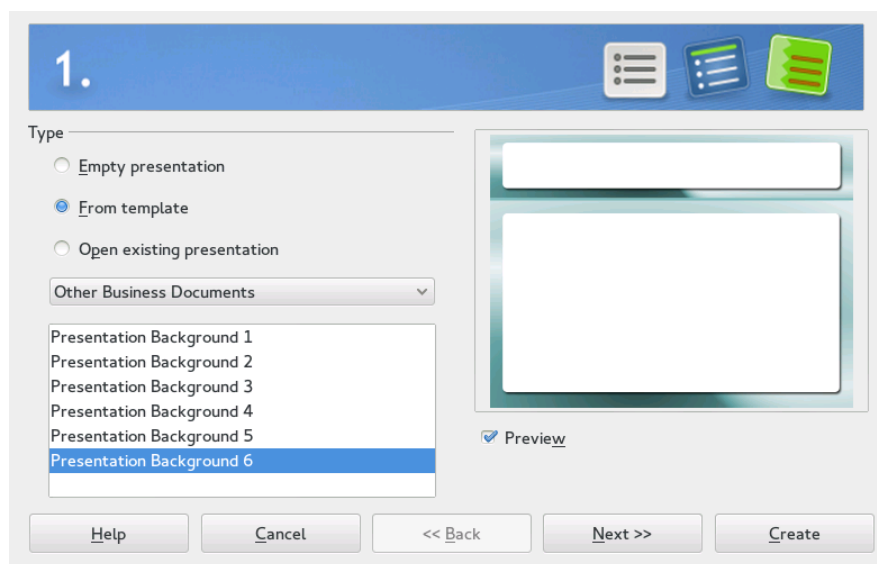 1.
Type
Empty presentation
From template
Open existing presentation
Other Business Documents
Presentation Background 1
Presentation Background 2
Presentation Background 3
Presentation Background 4
Presentation Background 5
Presentation Background 6
Preview
Help Cancel << Back Next >> Create